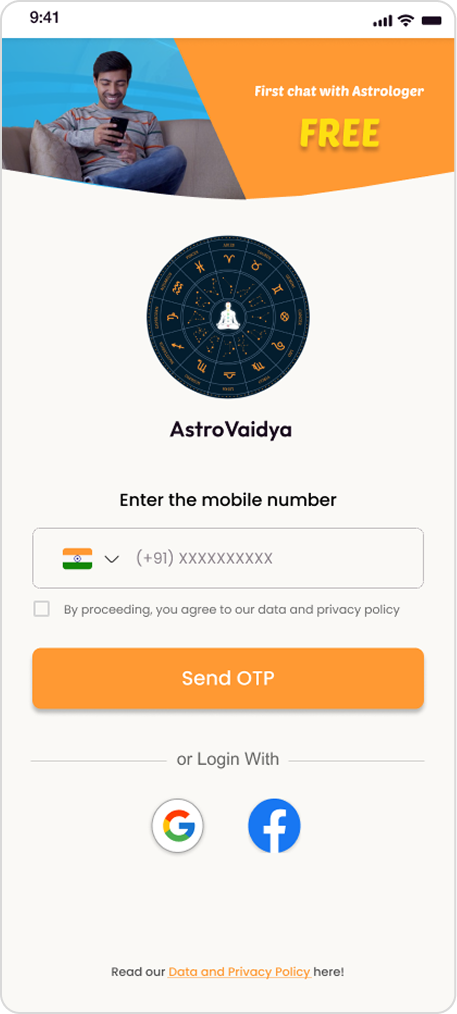 9:41
First chat with Astrologer
FREE
AstroVaidya
Enter the mobile number
(+91) XXXXXXXXXX
By proceeding, you agree to our data and privacy policy
Send OTP
or Login With
Read our Data and Privacy Policy here!